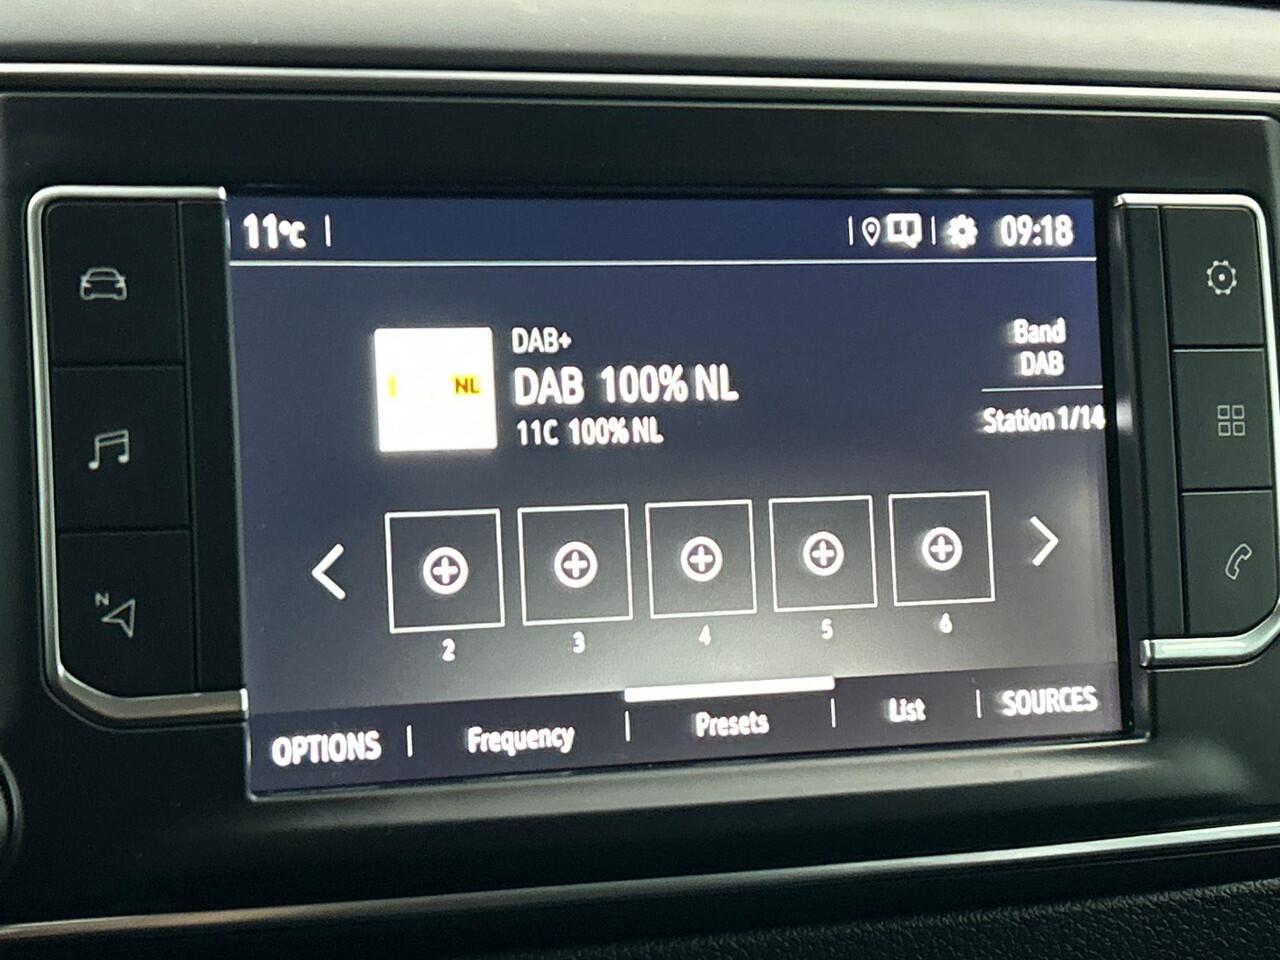 11°C
09:18
NL
DAB+
DAB 100% NL
11C 100% NL
Band
DAB
Station 1/14
2 3 4 5 6
N
OPTIONS Frequency Presets List SOURCES